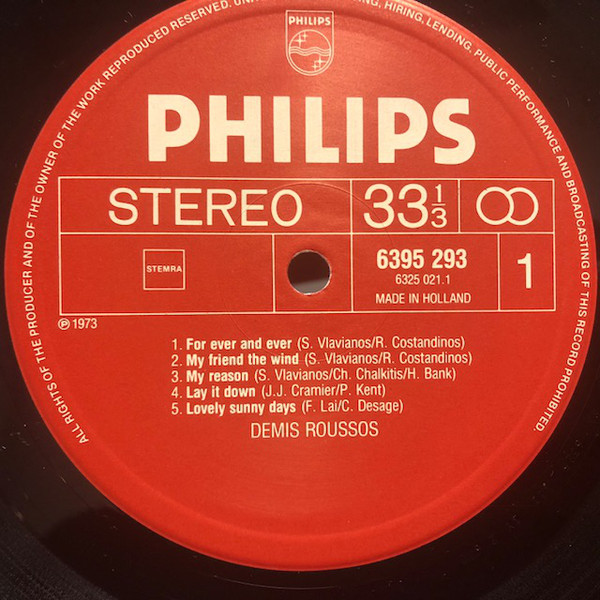 ALL RIGHTS OF THE PRODUCER AND OF THE OWNER OF THE WORK REPRODUCED RESERVED. HIRING, LENDING, PUBLIC PERFORMANCE AND BROADCASTING OF THIS RECORD PROHIBITED.
PHILIPS
PHILIPS
STEREO 33 1/3
STEMRA
6395 293
6325 021.1
MADE IN HOLLAND
1
℗ 1973
1. For ever and ever (S. Vlavianos/R. Costandinos)
2. My friend the wind (S. Vlavianos/R. Costandinos)
3. My reason (S. Vlavianos/Ch. Chalkitis/H. Bank)
4. Lay it down (J.J. Cramier/P. Kent)
5. Lovely sunny days (F. Lai/C. Desage)
DEMIS ROUSSOS